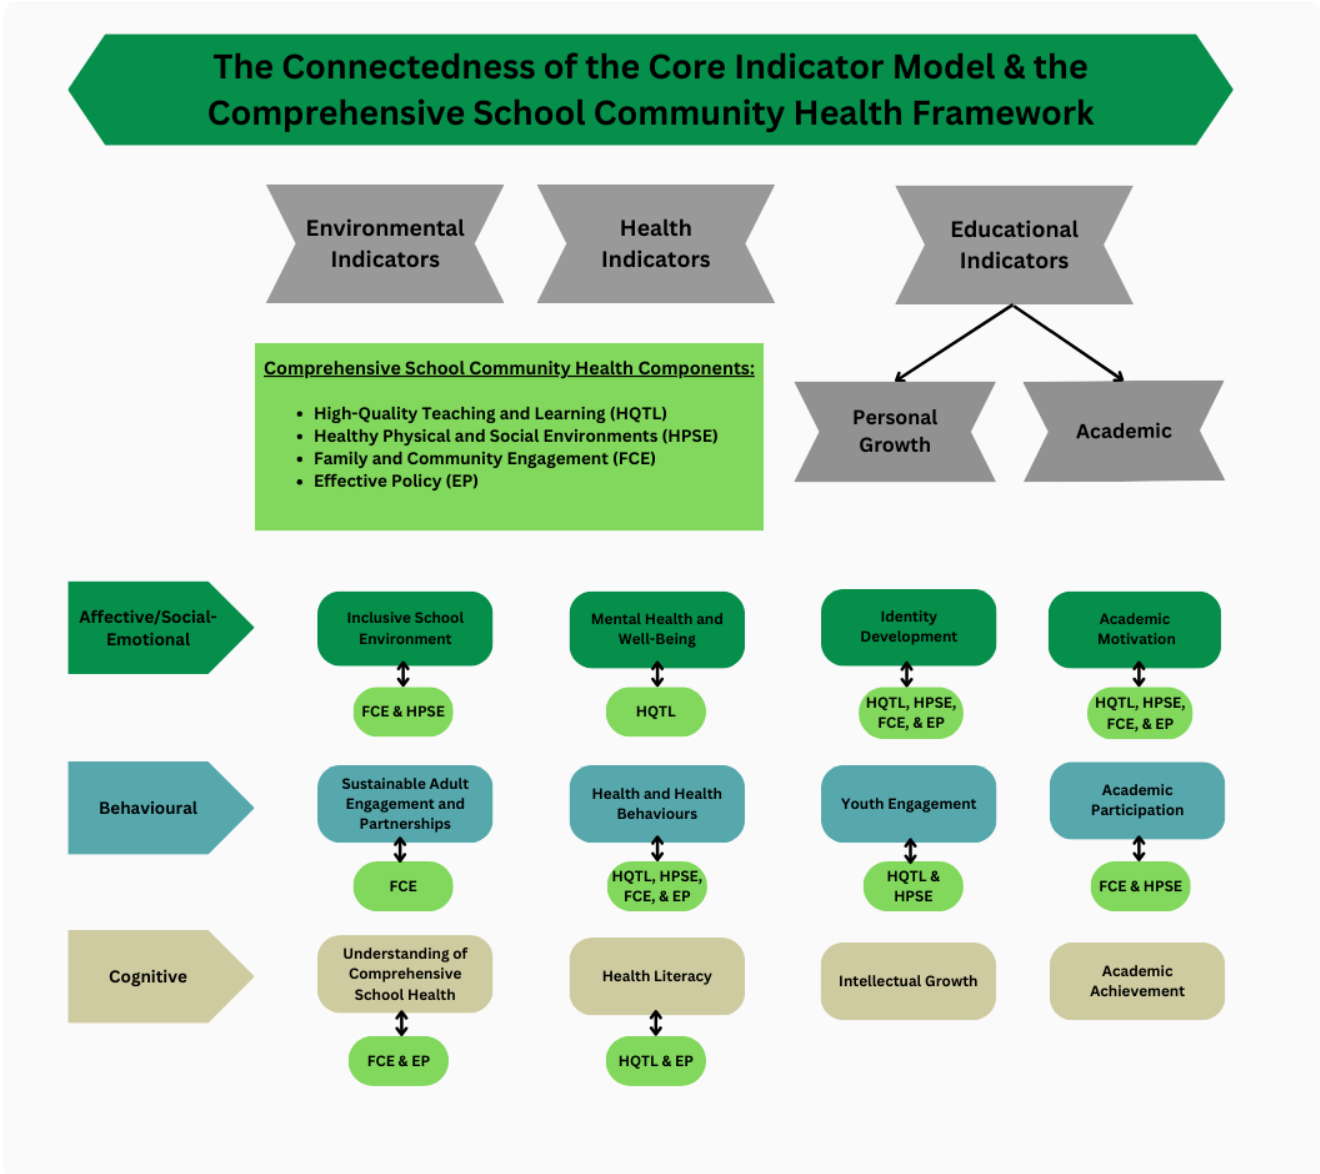 The Connectedness of the Core Indicator Model & the
Comprehensive School Community Health Framework
Environmental
Indicators
Health
Indicators
Educational
Indicators
Comprehensive School Community Health Components:
• High-Quality Teaching and Learning (HQTL)
• Healthy Physical and Social Environments (HPSE)
• Family and Community Engagement (FCE)
• Effective Policy (EP)
Personal
Growth
Academic
Affective/Social-
Emotional
Inclusive School
Environment
Mental Health and
Well-Being
Identity
Development
Academic
Motivation
FCE & HPSE
HQTL
HQTL, HPSE,
FCE, & EP
HQTL, HPSE,
FCE, & EP
Behavioural
Sustainable Adult
Engagement and
Partnerships
Health and Health
Behaviours
Youth Engagement
Academic
Participation
FCE
HQTL, HPSE,
FCE, & EP
HQTL &
HPSE
FCE & HPSE
Cognitive
Understanding of
Comprehensive
School Health
Health Literacy
Intellectual Growth
Academic
Achievement
FCE & EP
HQTL & EP